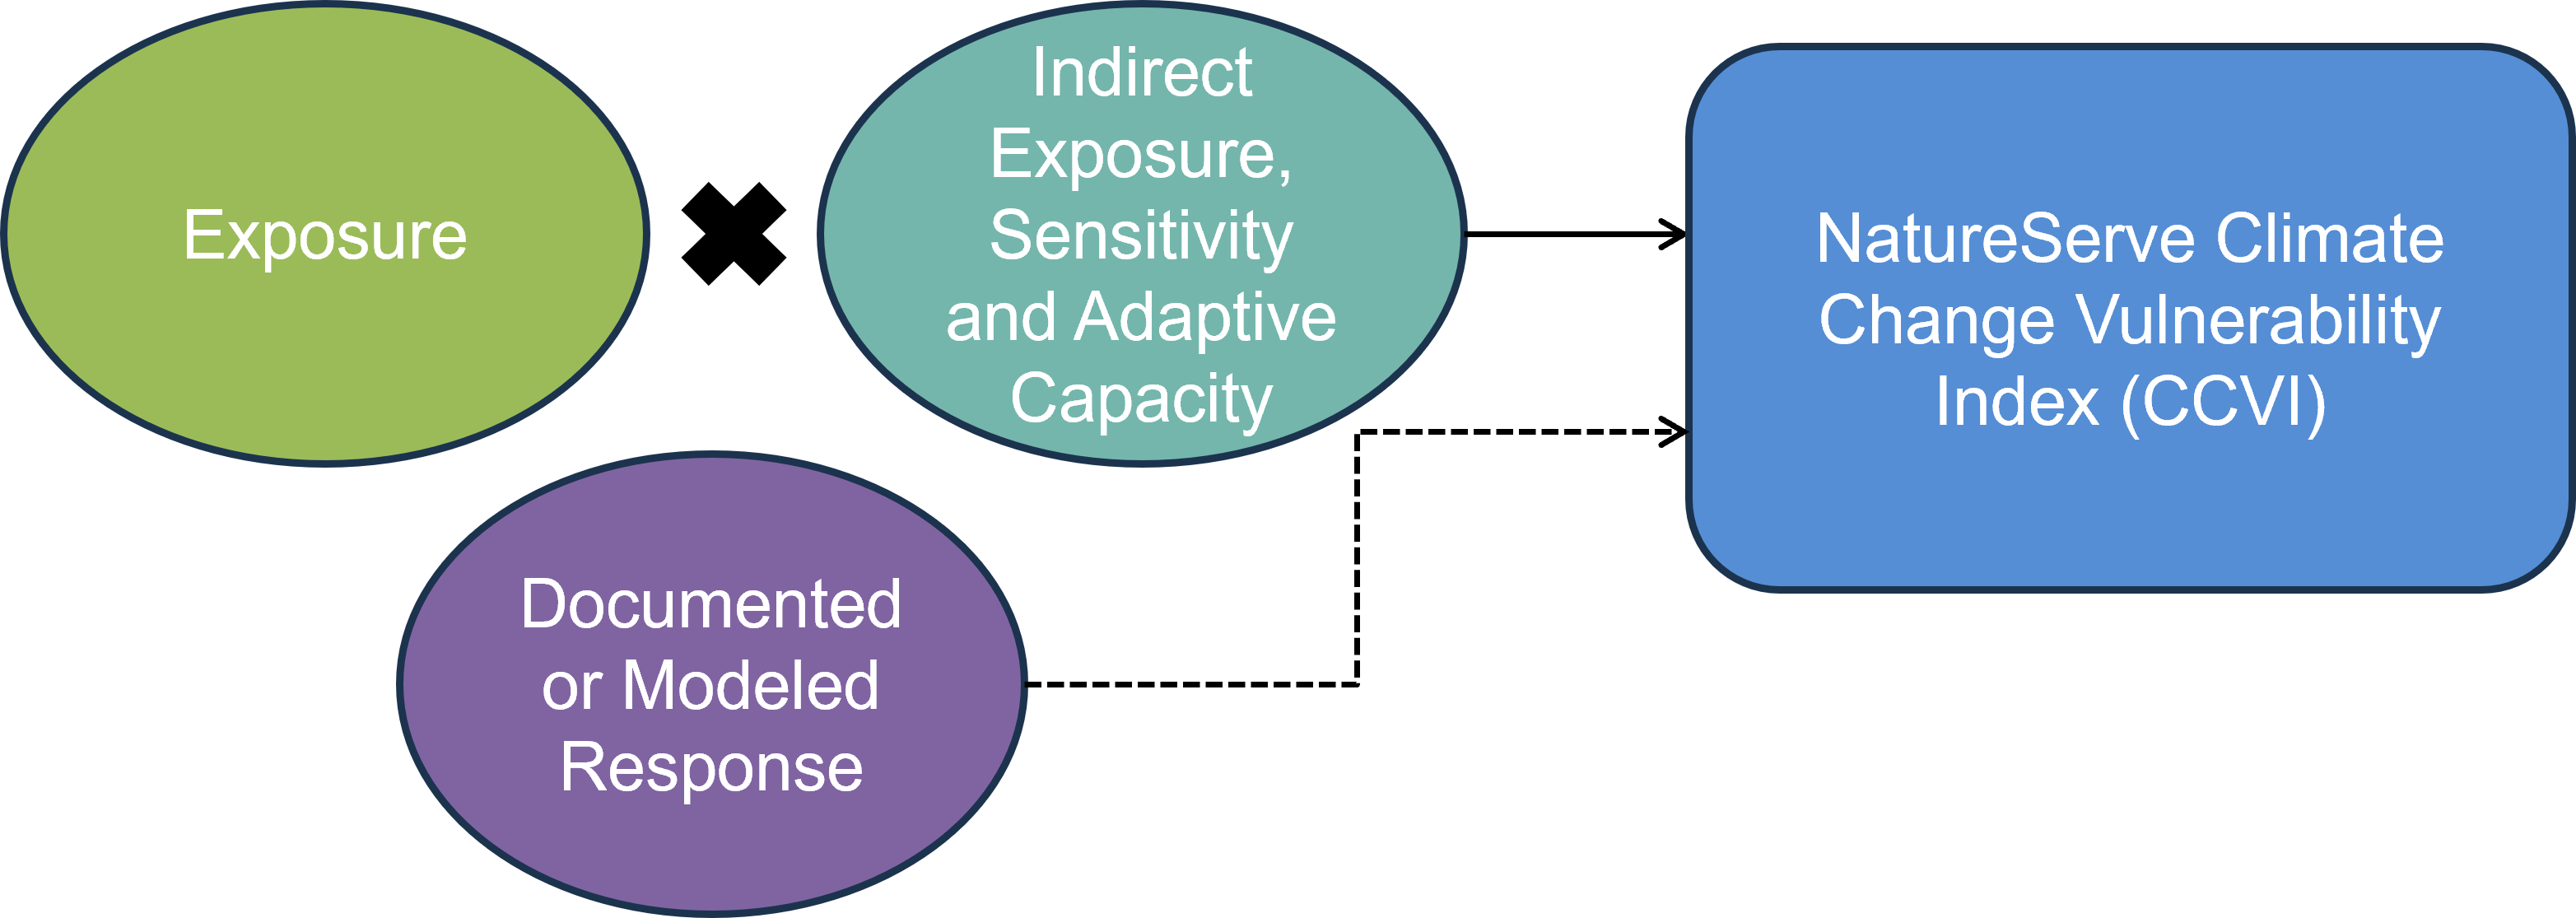 Exposure
Indirect
Exposure,
Sensitivity
and Adaptive
Capacity
NatureServe Climate
Change Vulnerability
Index (CCVI)
Documented
or Modeled
Response